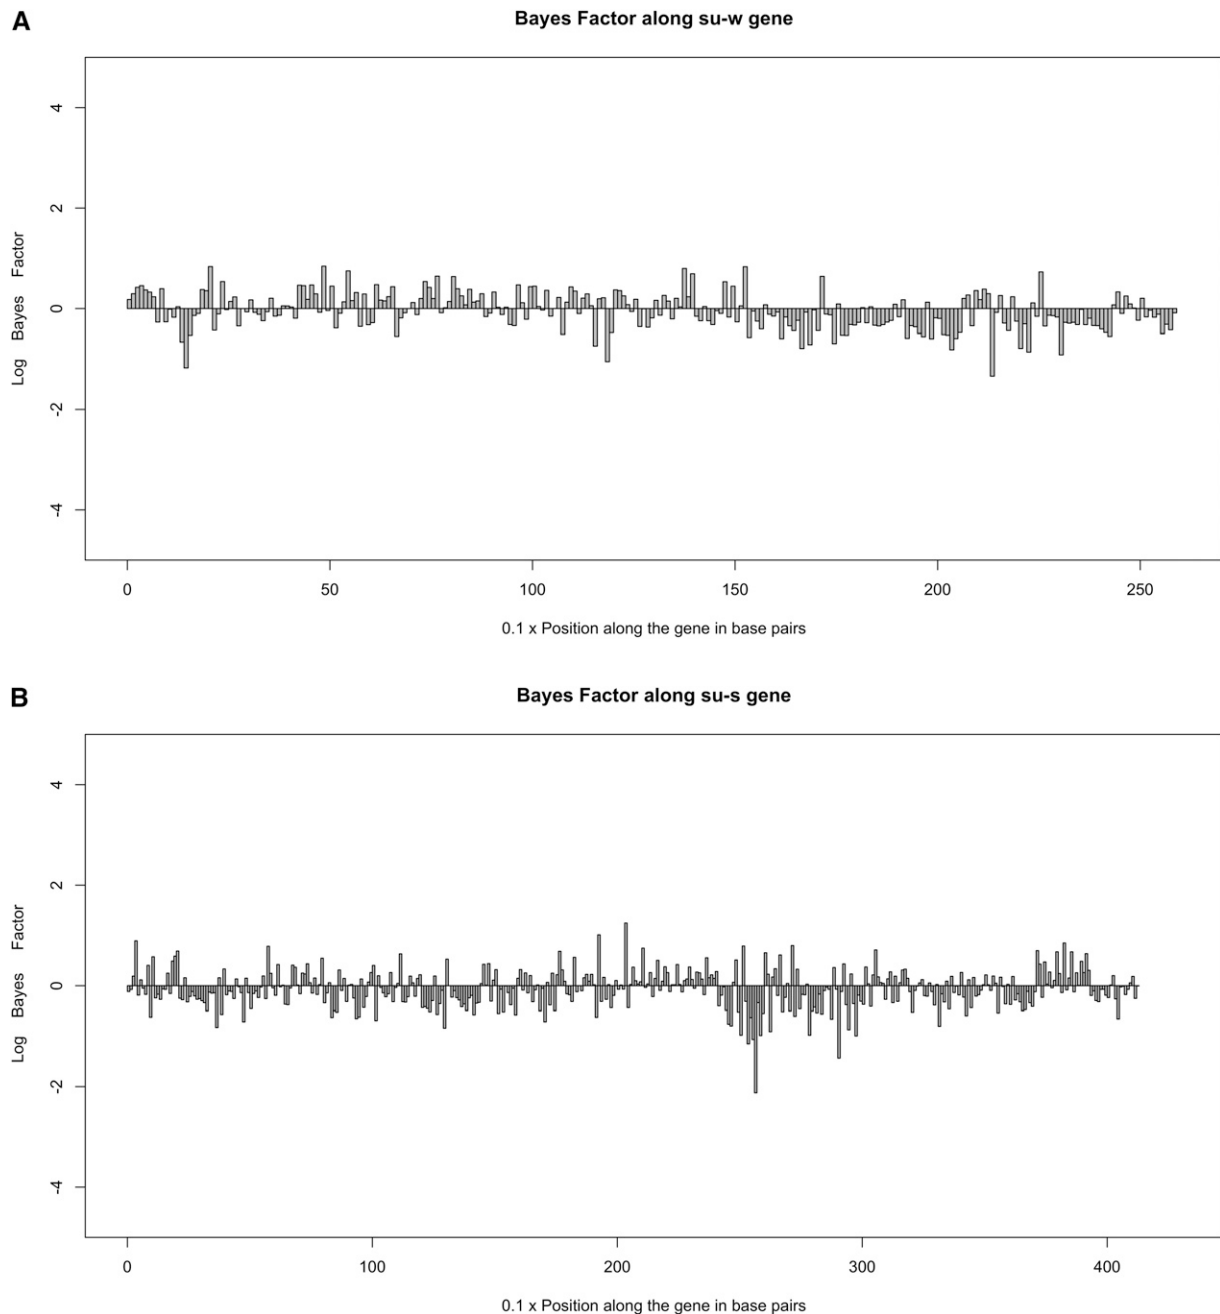 A
Bayes Factor along su-w gene
4
2
0
-2
-4
Log Bayes Factor
0 50 100 150 200 250
0.1 x Position along the gene in base pairs
B
Bayes Factor along su-s gene
4
2
0
-2
-4
Log Bayes Factor
0 100 200 300 400
0.1 x Position along the gene in base pairs